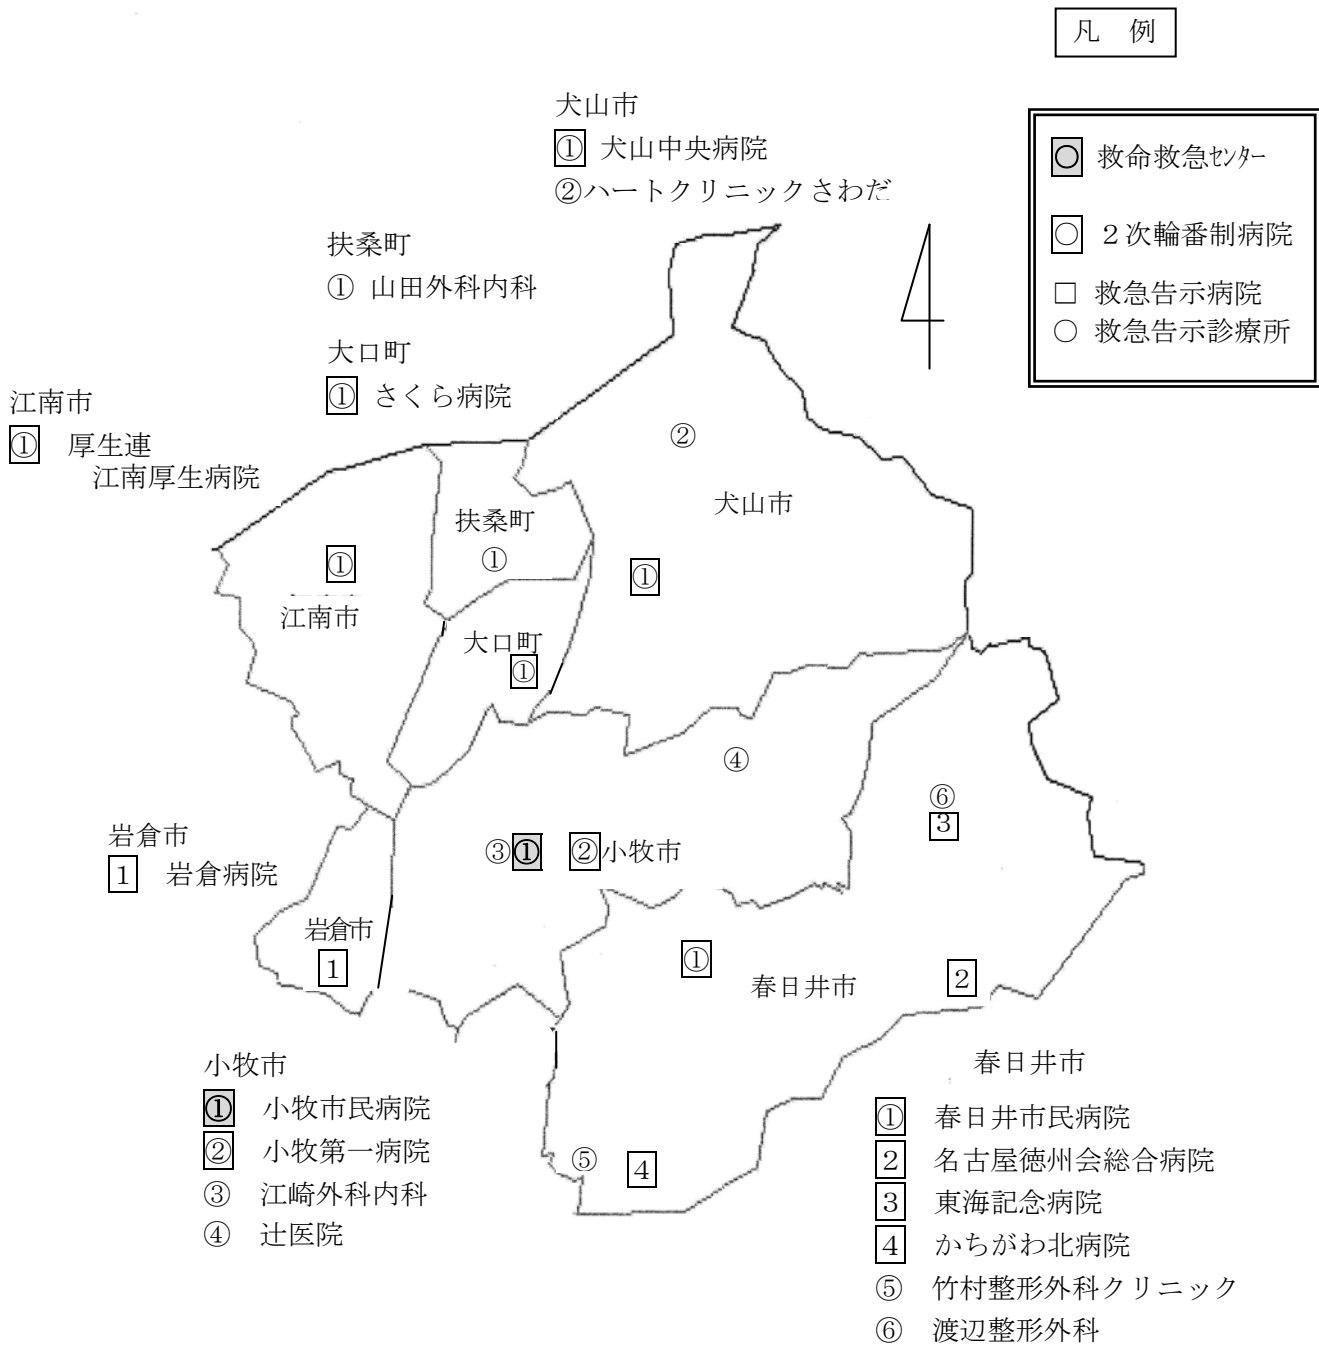 凡 例
犬山市
① 犬山中央病院
②ハートクリニックさわだ
○ 救命救急ｾﾝﾀｰ
○ ２次輪番制病院
□ 救急告示病院
○ 救急告示診療所
扶桑町
① 山田外科内科
大口町
① さくら病院
江南市
① 厚生連
江南厚生病院
②
犬山市
扶桑町
①
①
①
江南市
大口町
①
④
⑥
3
岩倉市
1 岩倉病院
③① ②小牧市
岩倉市
1
①
春日井市
2
⑤ 4
小牧市
① 小牧市民病院
② 小牧第一病院
③ 江崎外科内科
④ 辻医院
春日井市
① 春日井市民病院
2 名古屋徳州会総合病院
3 東海記念病院
4 かちがわ北病院
⑤ 竹村整形外科クリニック
⑥ 渡辺整形外科